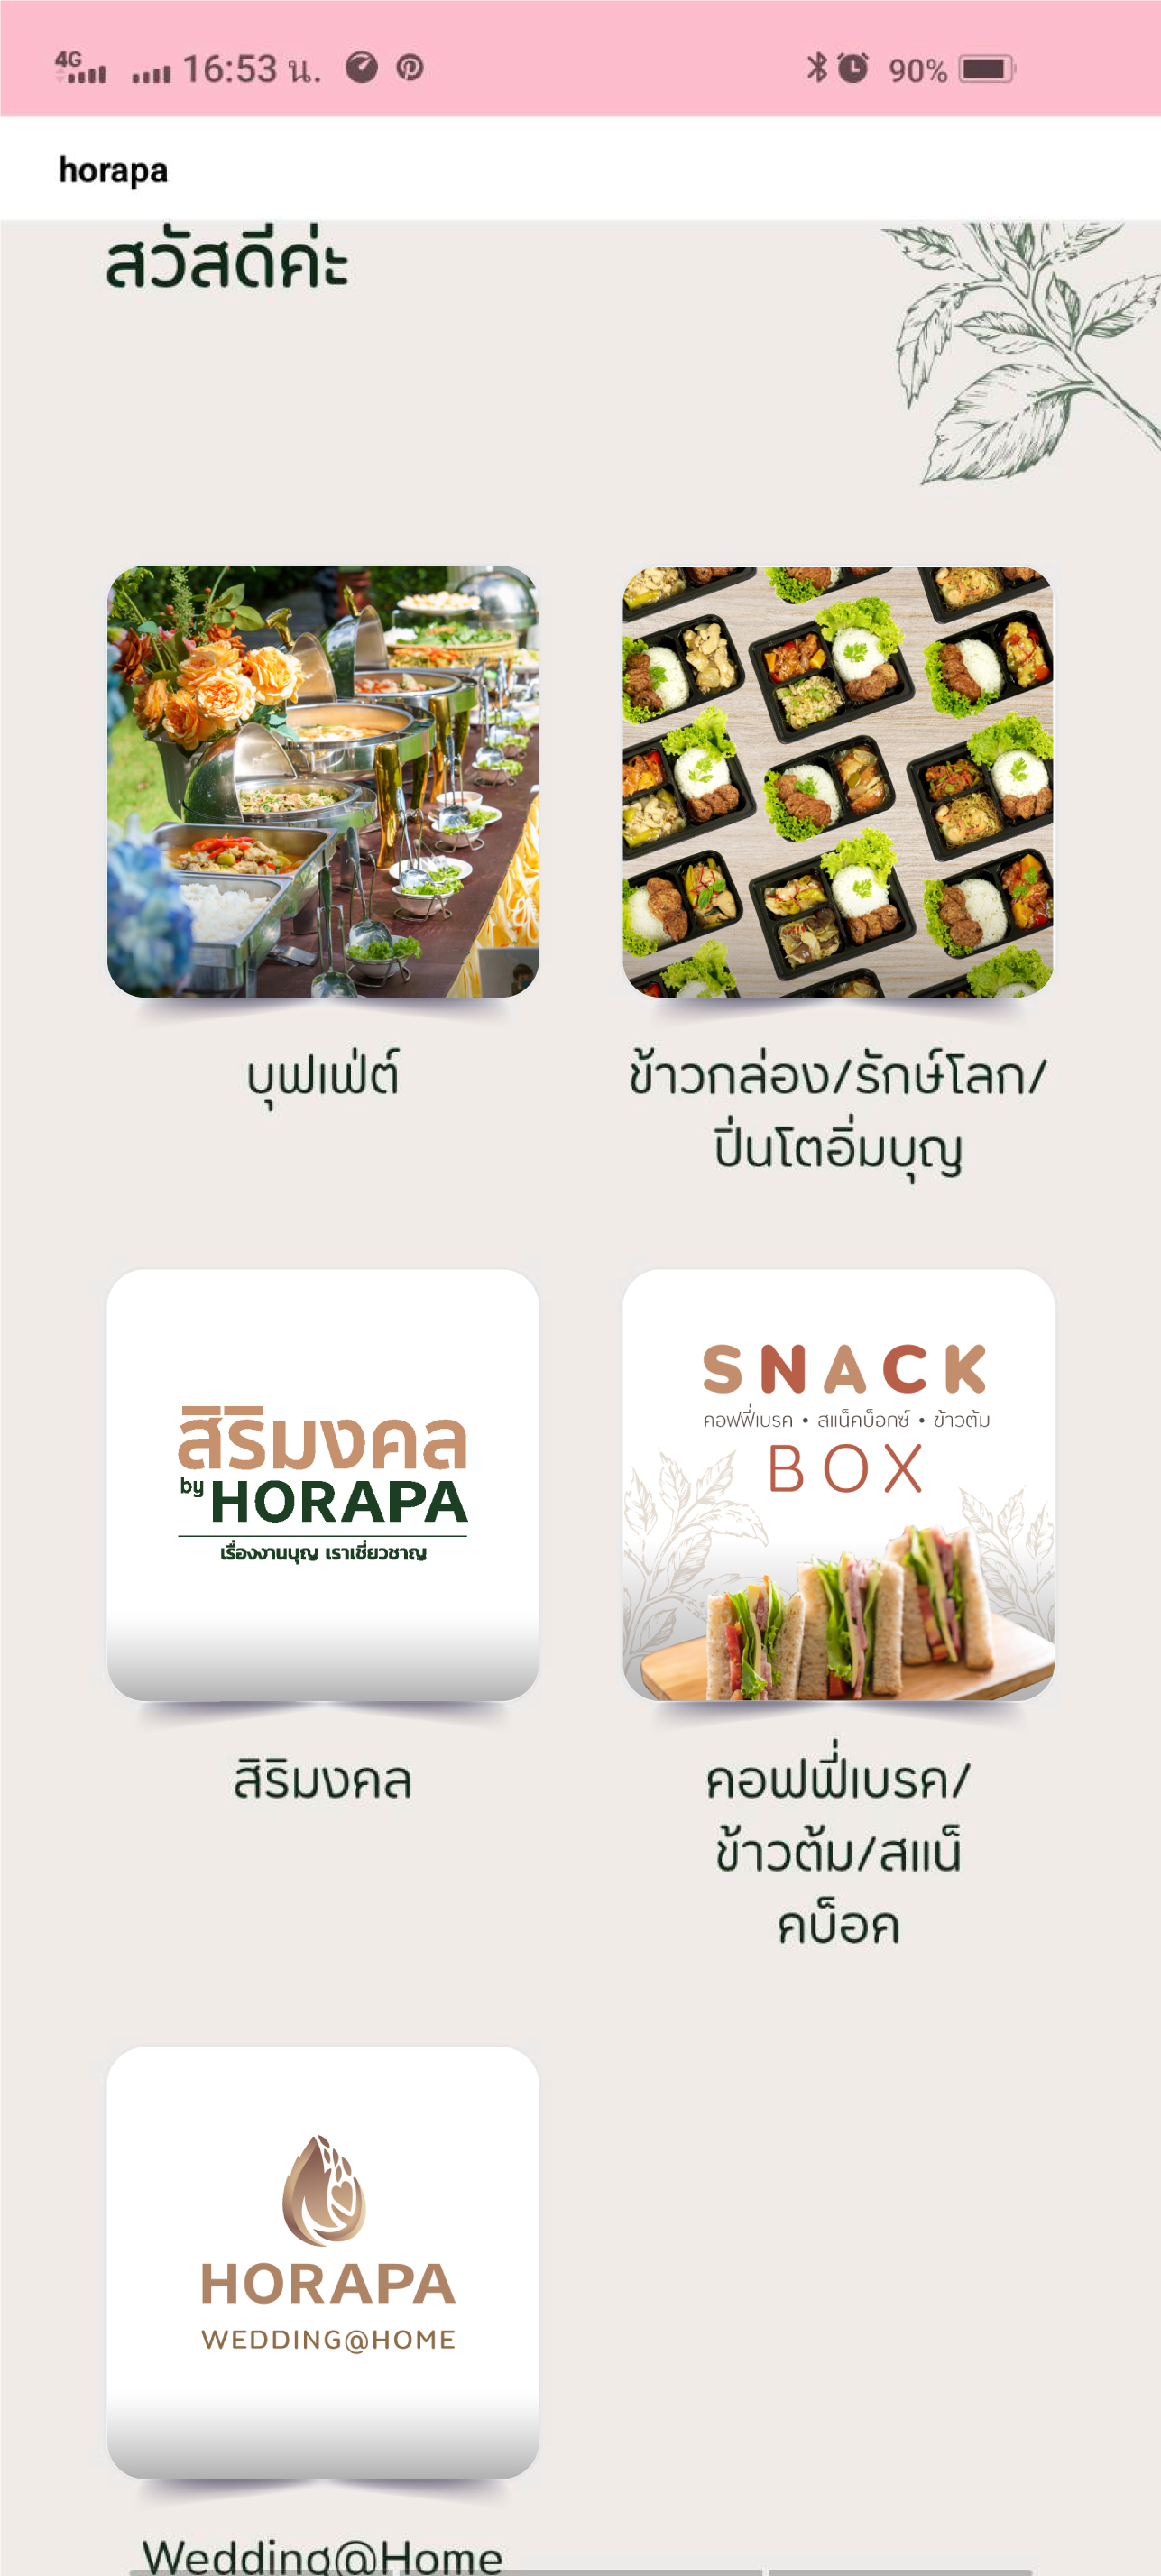 4G 16:53 น. 90%
horapa
สวัสดีค่ะ
บุฟเฟ่ต์
ข้าวกล่อง/รักษ์โลก/
ปิ่นโตอิ่มบุญ
สิริมงคล
by HORAPA
เรื่องงานบุญ เราเชี่ยวชาญ
SNACK
คอฟฟี่เบรค • สแน็คบ็อกซ์ • ข้าวต้ม
BOX
สิริมงคล
คอฟฟี่เบรค/
ข้าวต้ม/สแน็
คบ็อค
HORAPA
WEDDING@HOME
Wedding@Home